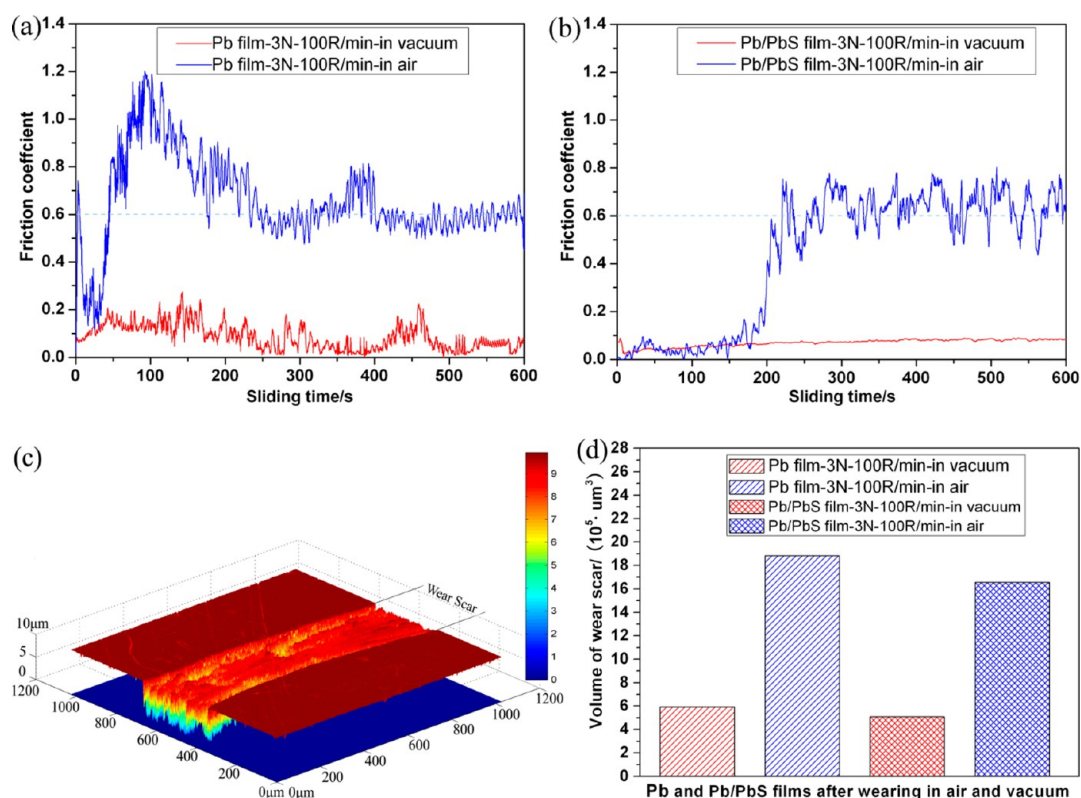 (a)
Pb film-3N-100R/min-in vacuum
Pb film-3N-100R/min-in air
Friction coeffcient
1.4
1.2
1.0
0.8
0.6
0.4
0.2
0.0
0 100 200 300 400 500 600
Sliding time/s
(b)
Pb/PbS film-3N-100R/min-in vacuum
Pb/PbS film-3N-100R/min-in air
Friction coeffcient
1.4
1.2
1.0
0.8
0.6
0.4
0.2
0.0
0 100 200 300 400 500 600
Sliding time/s
(c)
Wear Scar
10μm
5
0
1200
1000
800
600
400
200
0μm
0μm
200
400
600
800
1000
1200
9
8
7
6
5
4
3
2
1
0
(d)
Pb film-3N-100R/min-in vacuum
Pb film-3N-100R/min-in air
Pb/PbS film-3N-100R/min-in vacuum
Pb/PbS film-3N-100R/min-in air
Volume of wear scar/ (10⁵· um³)
28
26
24
22
20
18
16
14
12
10
8
6
4
2
0
Pb and Pb/PbS films after wearing in air and vacuum